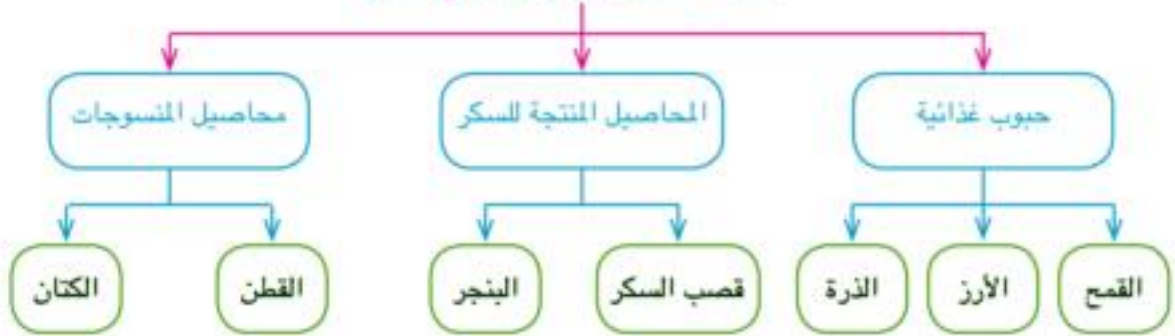 حبوب غذائية
المحاصيل المنتجة للسكر
محاصيل المنسوجات
القمح
الأرز
الذرة
قصب السكر
البنجر
القطن
الكتان